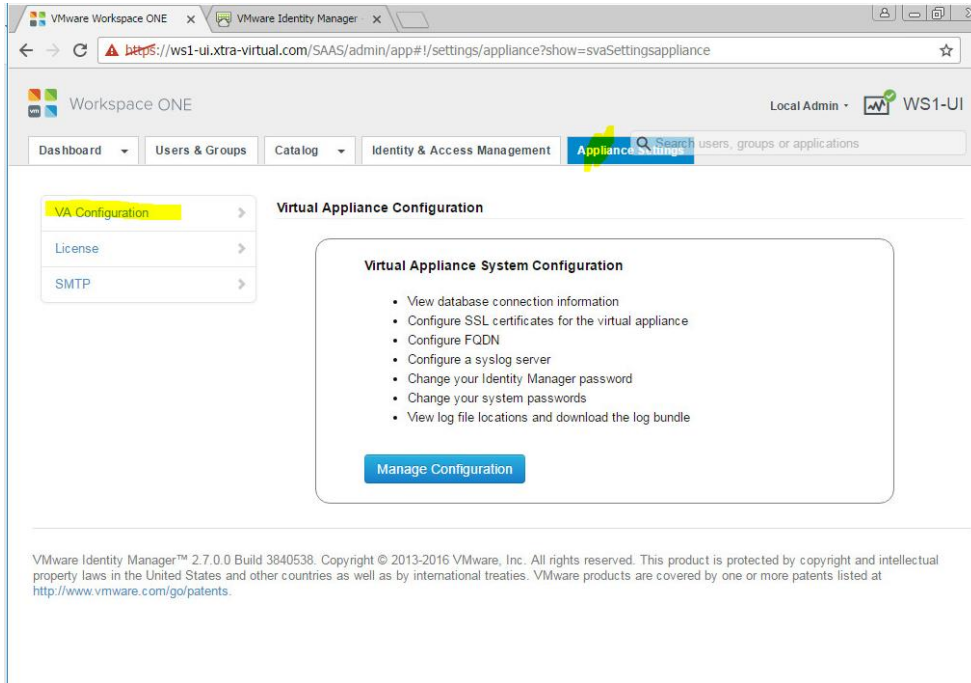 VMware Workspace ONE
VMware Identity Manager
https://ws1-ui.xtra-virtual.com/SAAS/admin/app#!/settings/appliance?show=svaSettingsappliance
vm
Workspace ONE
Local Admin
WS1-UI
Dashboard
Users & Groups
Catalog
Identity & Access Management
Appliance Settings
Search users, groups or applications
VA Configuration
License
SMTP
Virtual Appliance Configuration
Virtual Appliance System Configuration
• View database connection information
• Configure SSL certificates for the virtual appliance
• Configure FQDN
• Configure a syslog server
• Change your Identity Manager password
• Change your system passwords
• View log file locations and download the log bundle
Manage Configuration
VMware Identity Manager™ 2.7.0.0 Build 3840538. Copyright © 2013-2016 VMware, Inc. All rights reserved. This product is protected by copyright and intellectual
property laws in the United States and other countries as well as by international treaties. VMware products are covered by one or more patents listed at
http://www.vmware.com/go/patents.